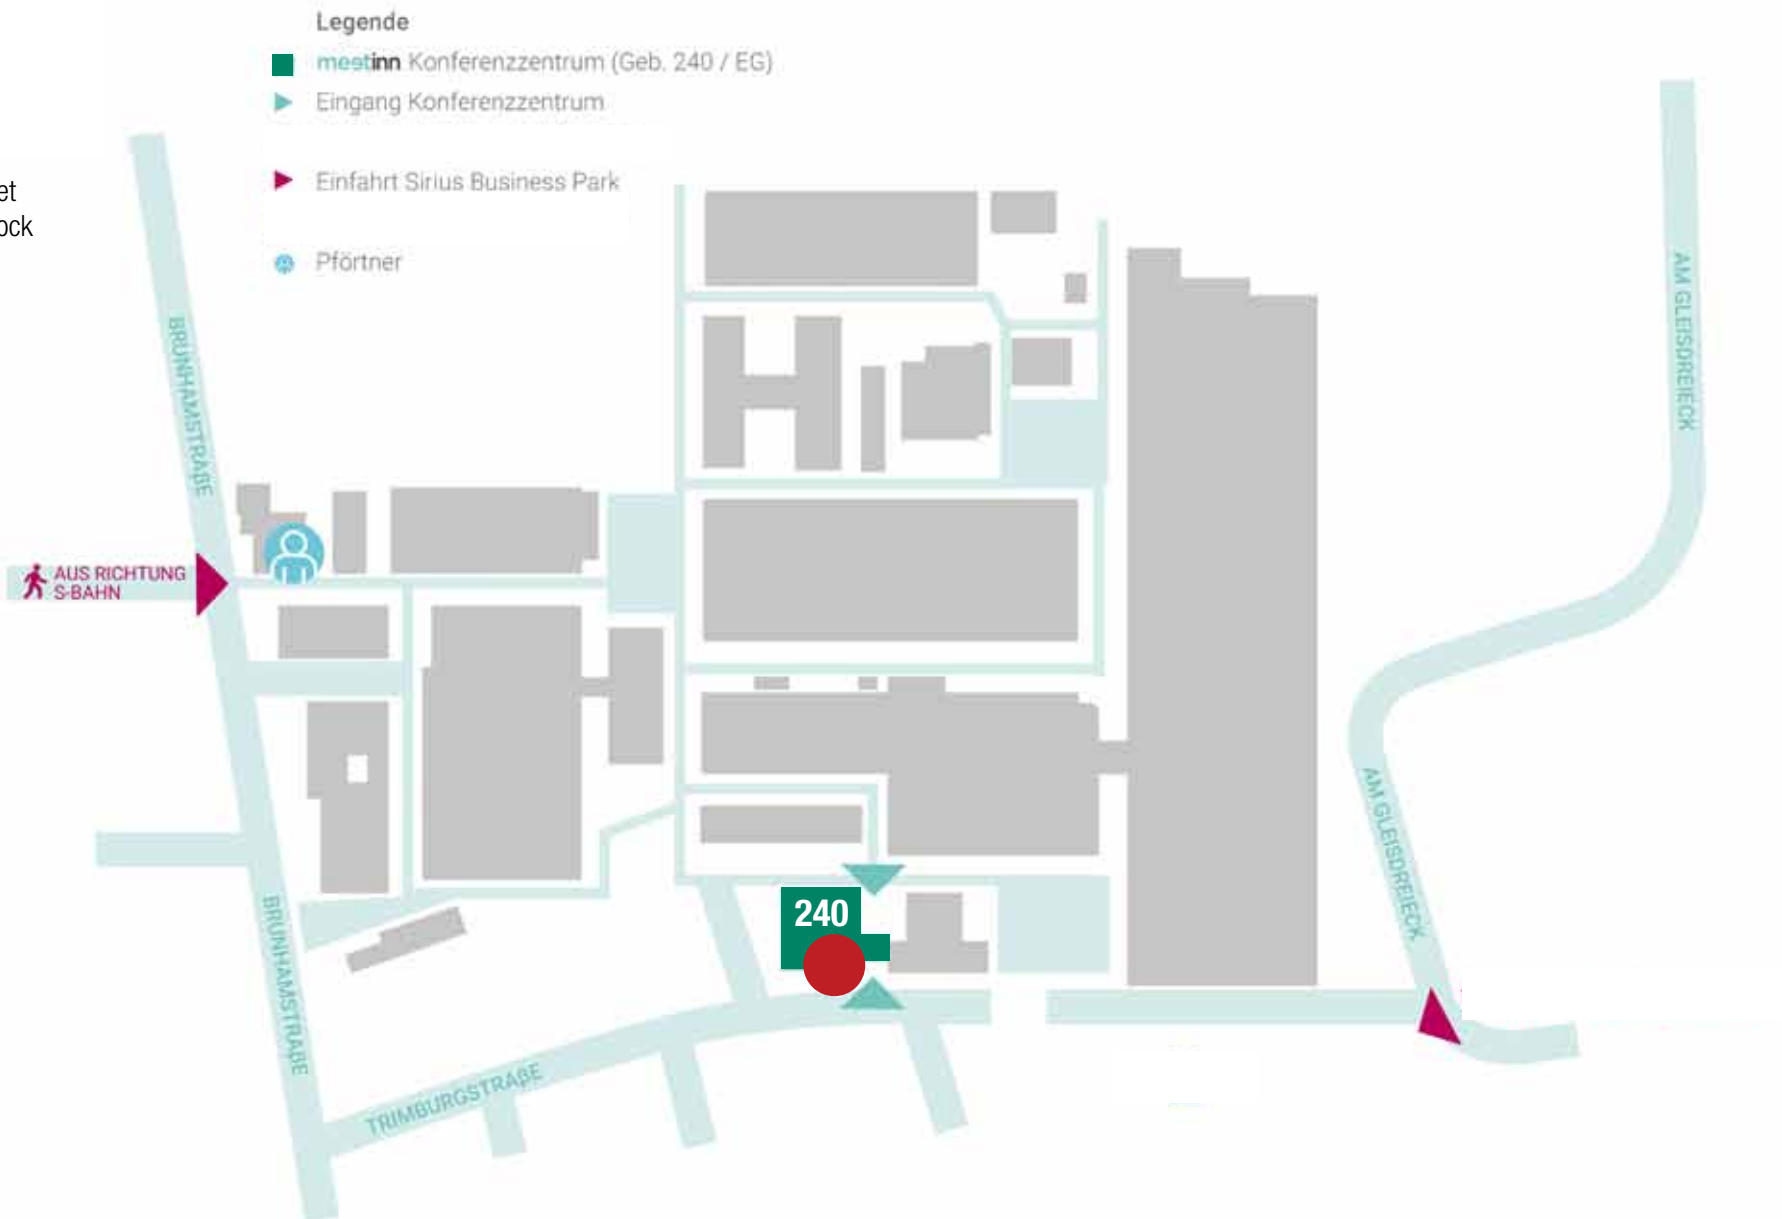 Legende
meetinn Konferenzzentrum (Geb. 240 / EG)
Eingang Konferenzzentrum
Einfahrt Sirius Business Park
Pförtner
et
ock
BRUNHAMSTRAßE
AM GLEISDREIECK
AUS RICHTUNG
S-BAHN
AM GLEISDREIECK
240
BRUNHAMSTRAßE
TRIMBURGSTRAßE